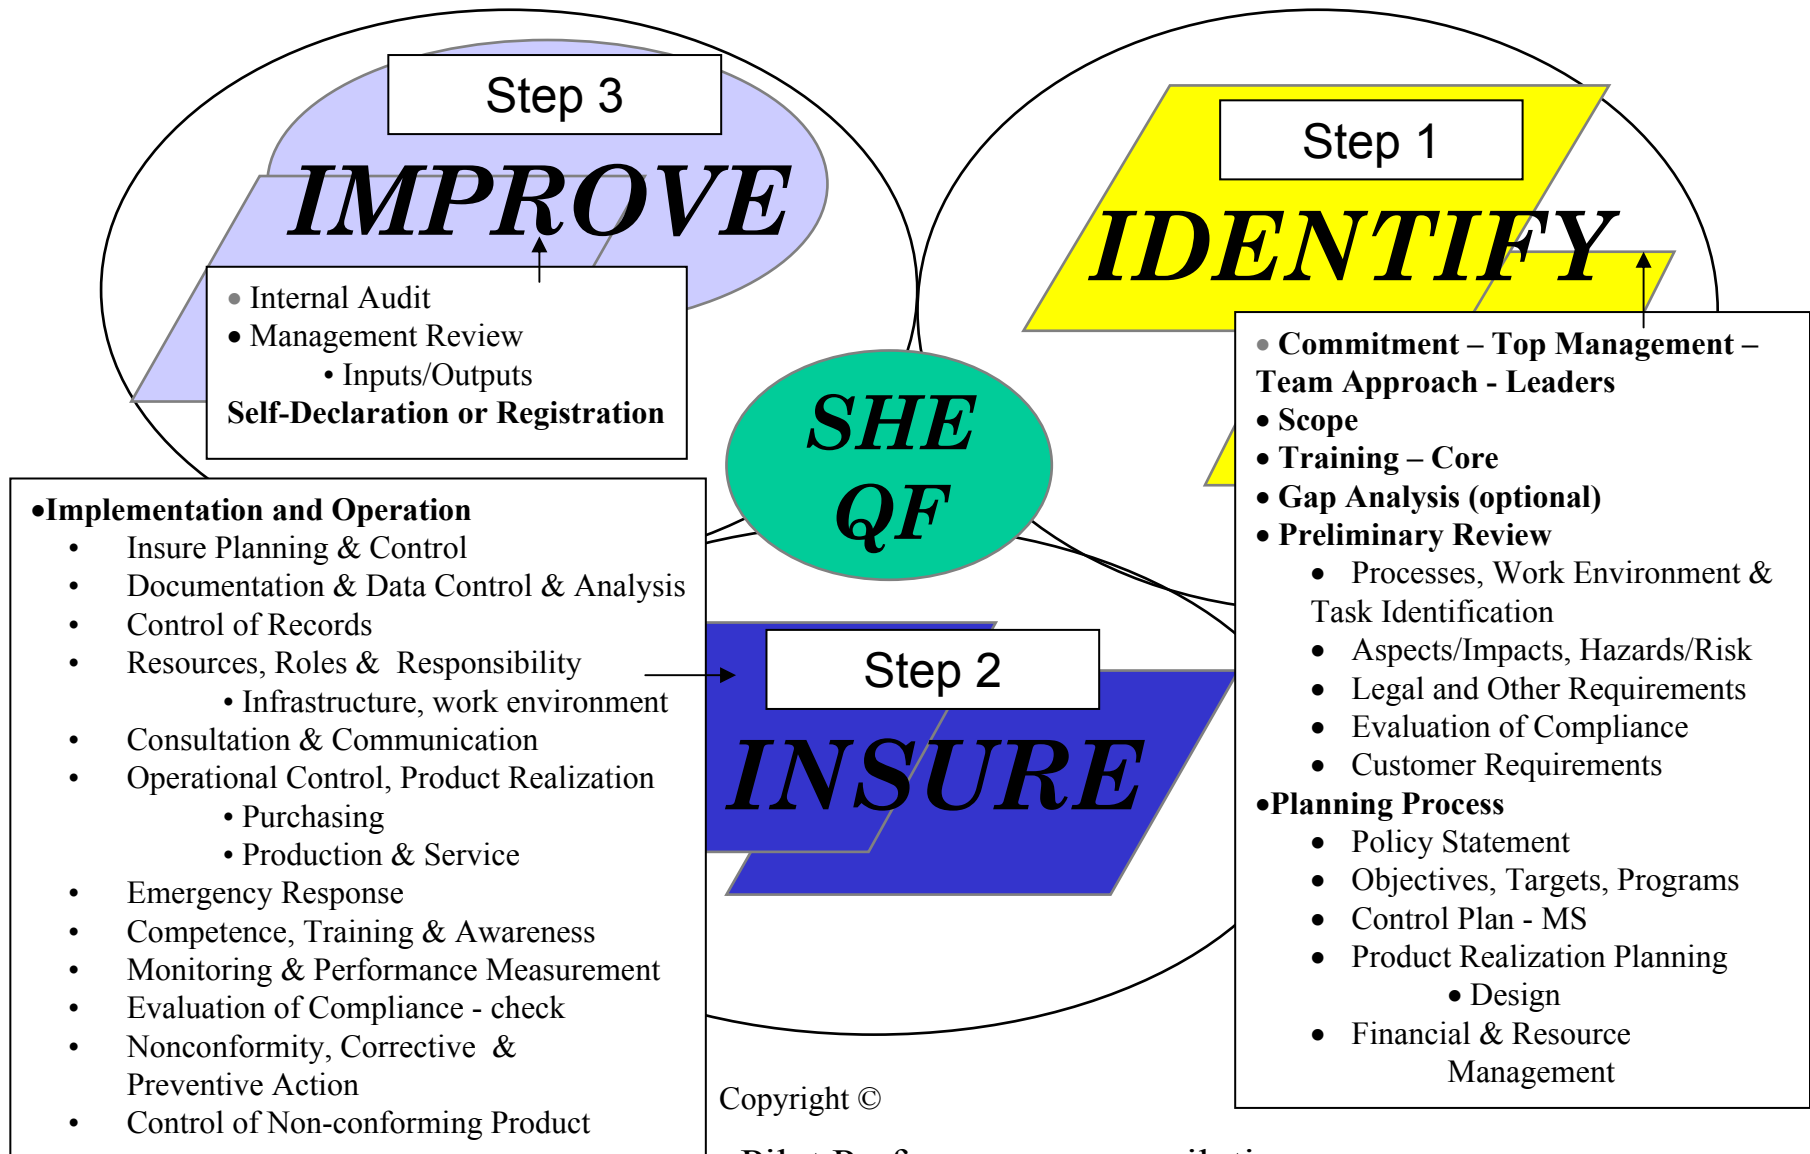 Step 3
IMPROVE
• Internal Audit
• Management Review
• Inputs/Outputs
Self-Declaration or Registration
Step 1
IDENTIFY
• Commitment – Top Management –
Team Approach - Leaders
• Scope
• Training – Core
• Gap Analysis (optional)
• Preliminary Review
• Processes, Work Environment &
Task Identification
• Aspects/Impacts, Hazards/Risk
• Legal and Other Requirements
• Evaluation of Compliance
• Customer Requirements
•Planning Process
• Policy Statement
• Objectives, Targets, Programs
• Control Plan - MS
• Product Realization Planning
• Design
• Financial & Resource
Management
SHE
QF
•Implementation and Operation
• Insure Planning & Control
• Documentation & Data Control & Analysis
• Control of Records
• Resources, Roles & Responsibility
• Infrastructure, work environment
• Consultation & Communication
• Operational Control, Product Realization
• Purchasing
• Production & Service
• Emergency Response
• Competence, Training & Awareness
• Monitoring & Performance Measurement
• Evaluation of Compliance - check
• Nonconformity, Corrective &
Preventive Action
• Control of Non-conforming Product
Step 2
INSURE
Copyright ©